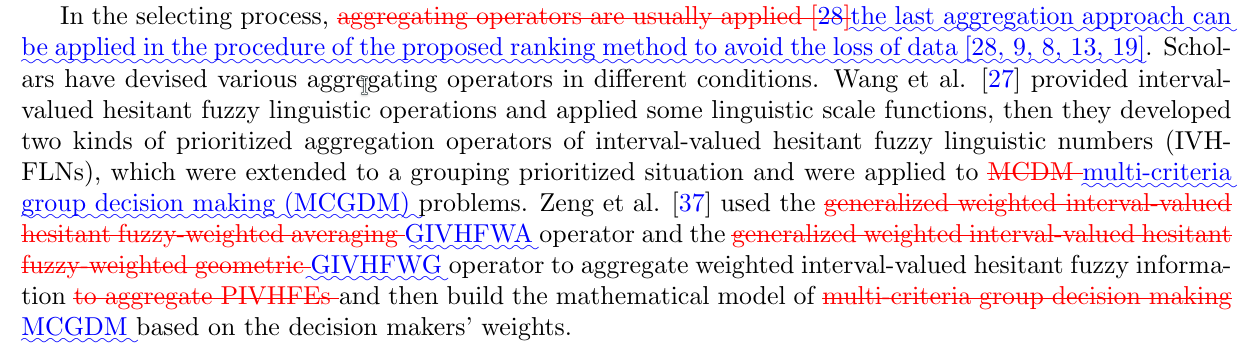 In the selecting process, aggregating operators are usually applied [28]the last aggregation approach can
be applied in the procedure of the proposed ranking method to avoid the loss of data [28, 9, 8, 13, 19]. Schol-
ars have devised various aggregating operators in different conditions. Wang et al. [27] provided interval-
valued hesitant fuzzy linguistic operations and applied some linguistic scale functions, then they developed
two kinds of prioritized aggregation operators of interval-valued hesitant fuzzy linguistic numbers (IVH-
FLNs), which were extended to a grouping prioritized situation and were applied to MCDM multi-criteria
group decision making (MCGDM) problems. Zeng et al. [37] used the generalized weighted interval-valued
hesitant fuzzy-weighted averaging GIVHFWA operator and the generalized weighted interval-valued hesitant
fuzzy-weighted geometric GIVHFWG operator to aggregate weighted interval-valued hesitant fuzzy informa-
tion to aggregate PIVHFEs and then build the mathematical model of multi-criteria group decision making
MCGDM based on the decision makers' weights.